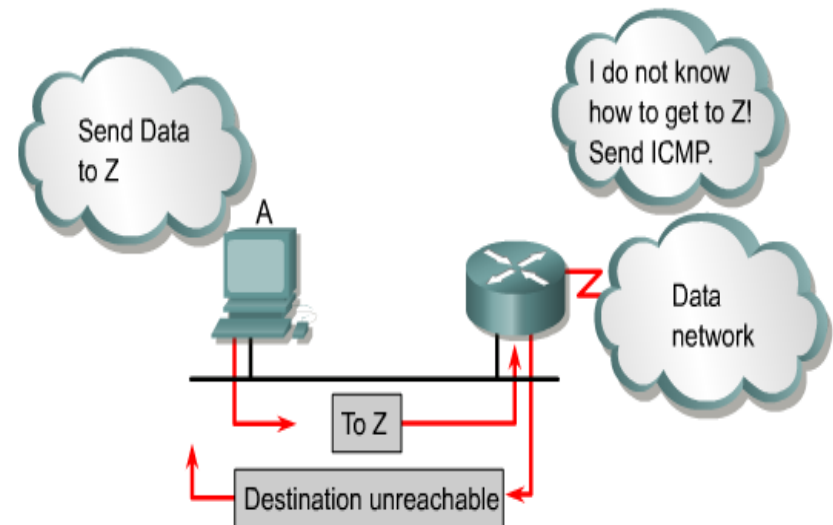 Send Data
to Z
I do not know
how to get to Z!
Send ICMP.
A
Data
network
To Z
Destination unreachable